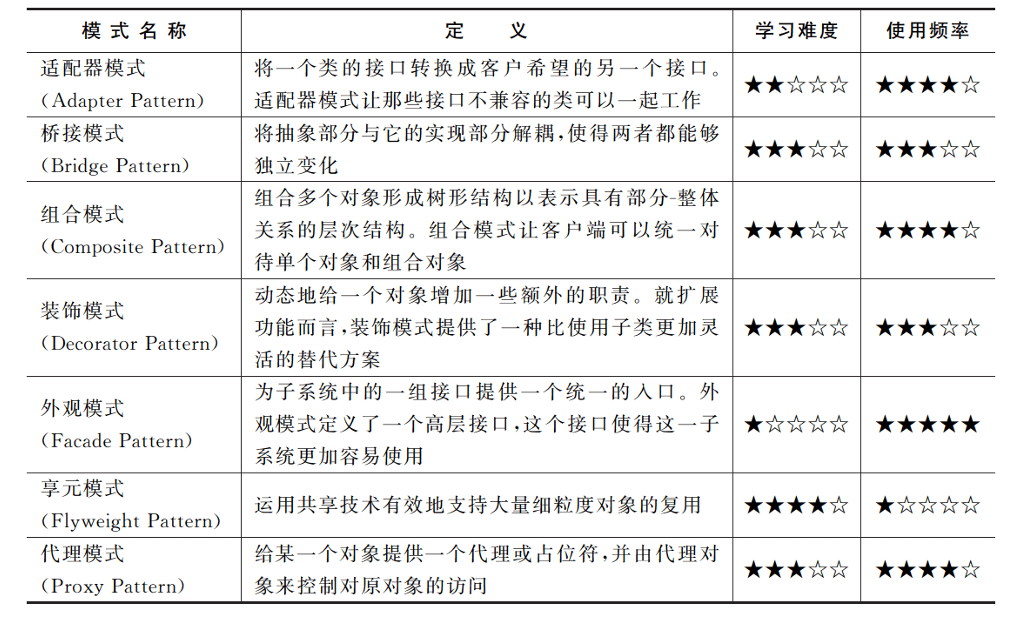 模式名称 定义 学习难度 使用频率
适配器模式
(Adapter Pattern)
将一个类的接口转换成客户希望的另一个接口。
适配器模式让那些接口不兼容的类可以一起工作
★★☆☆☆ ★★★★☆
桥接模式
(Bridge Pattern)
将抽象部分与它的实现部分解耦,使得两者都能够
独立变化
★★★☆☆ ★★★☆☆
组合模式
(Composite Pattern)
组合多个对象形成树形结构以表示具有部分-整体
关系的层次结构。组合模式让客户端可以统一对
待单个对象和组合对象
★★★☆☆ ★★★★☆
装饰模式
(Decorator Pattern)
动态地给一个对象增加一些额外的职责。就扩展
功能而言,装饰模式提供了一种比使用子类更加灵
活的替代方案
★★★☆☆ ★★★☆☆
外观模式
(Facade Pattern)
为子系统中的一组接口提供一个统一的入口。外
观模式定义了一个高层接口,这个接口使得这一子
系统更加容易使用
★☆☆☆☆ ★★★★★
享元模式
(Flyweight Pattern)
运用共享技术有效地支持大量细粒度对象的复用
★★★★☆ ★☆☆☆☆
代理模式
(Proxy Pattern)
给某一个对象提供一个代理或占位符,并由代理对
象来控制对原对象的访问
★★★☆☆ ★★★★☆